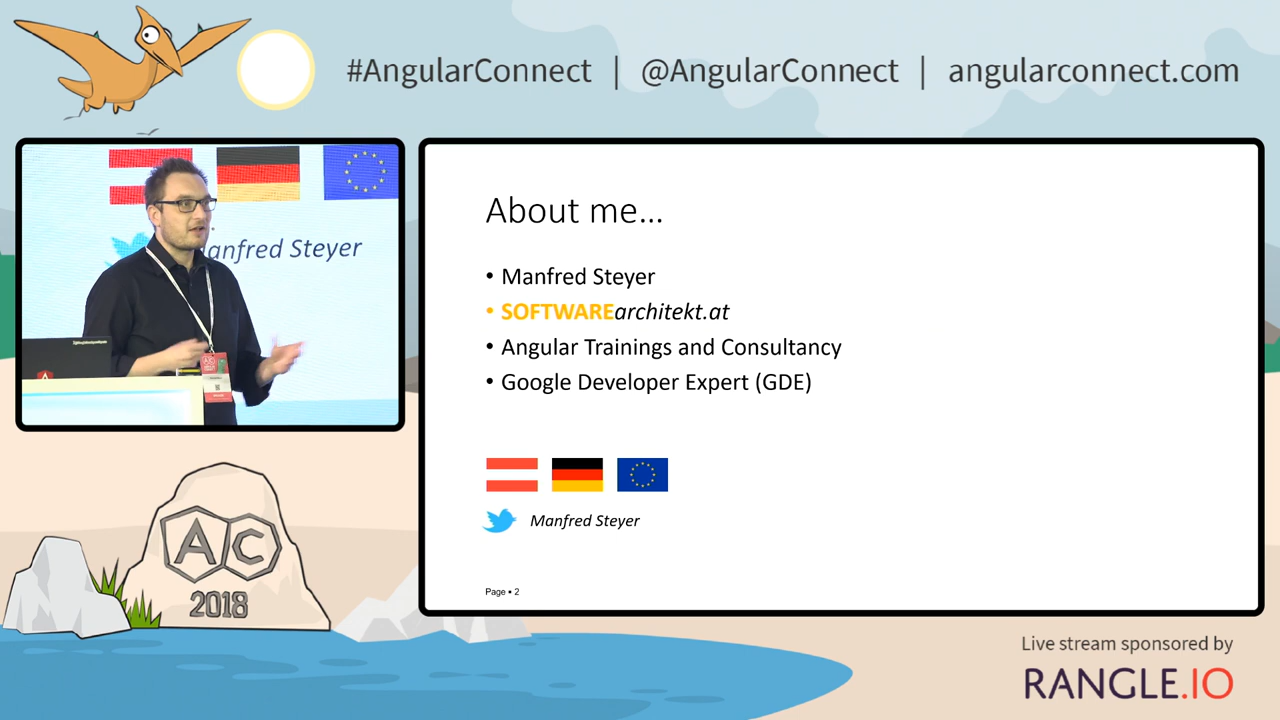 #AngularConnect | @AngularConnect | angularconnect.com
Manfred Steyer
About me…
• Manfred Steyer
• SOFTWAREarchitekt.at
• Angular Trainings and Consultancy
• Google Developer Expert (GDE)
Manfred Steyer
Page • 2
AC
2018
Live stream sponsored by
RANGLE.IO